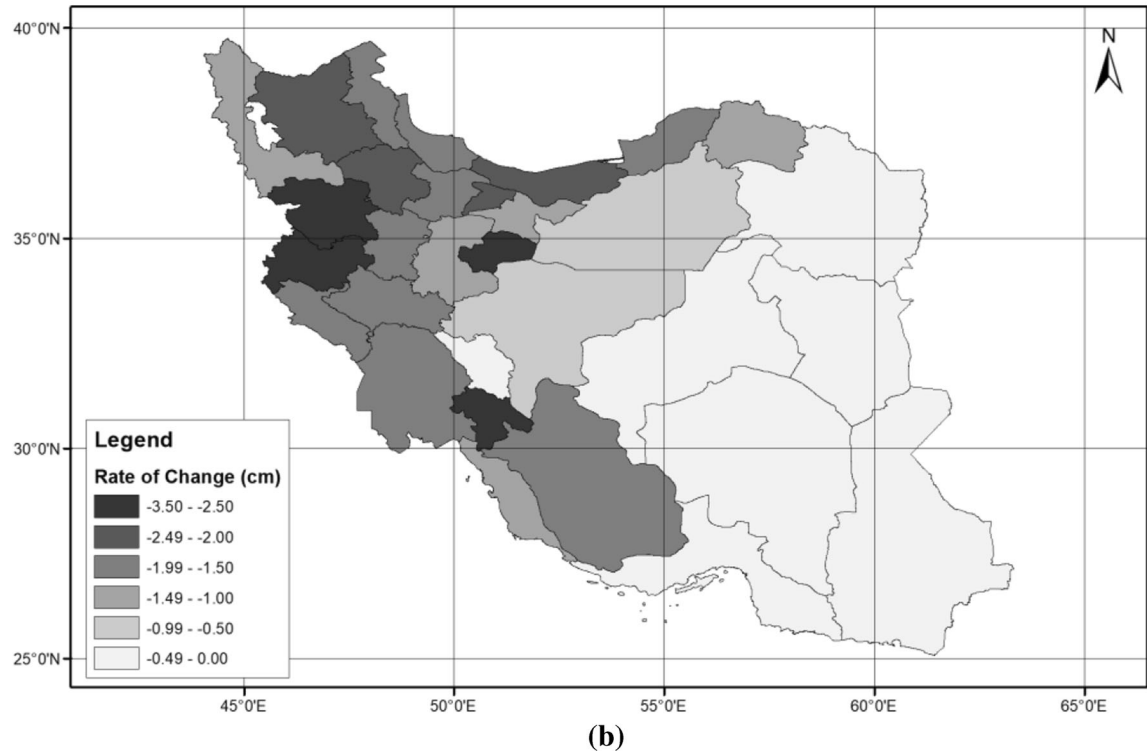 40°0'N
35°0'N
30°0'N
25°0'N
N
Legend
Rate of Change (cm)
-3.50 - -2.50
-2.49 - -2.00
-1.99 - -1.50
-1.49 - -1.00
-0.99 - -0.50
-0.49 - 0.00
45°0'E
50°0'E
55°0'E
60°0'E
65°0'E
(b)